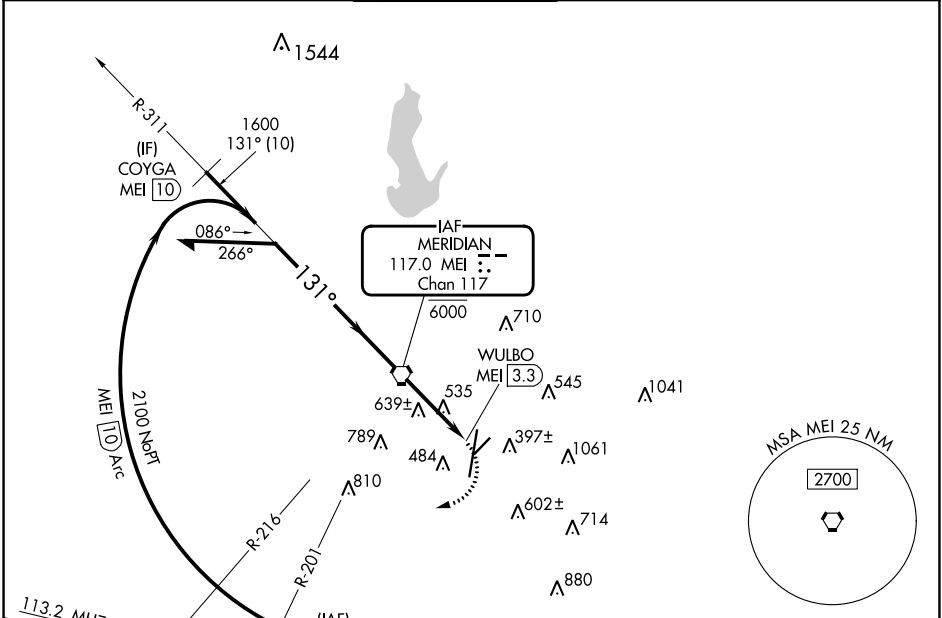 1544
R-311
1600
131° (10)
(IF)
COYGA
MEI 10
086°
266°
131°
IAF
MERIDIAN
117.0 MEI
Chan 117
6000
710
WULBO
MEI 3.3
535
545
1041
639±
397±
789
484
1061
810
2100 NoPT
MEI 10 Arc
602±
714
R-216
R-201
880
MSA MEI 25 NM
2700
113.2
(IAF)